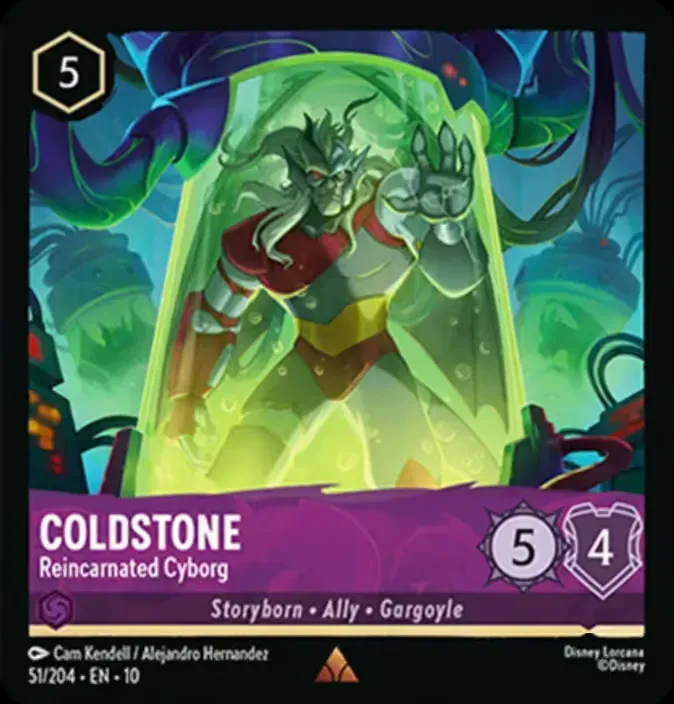 5
COLDSTONE
Reincarnated Cyborg
5 4
Storyborn • Ally • Gargoyle
Cam Kendell / Alejandro Hernandez
Disney Lorcana
51/204 • EN • 10
©Disney